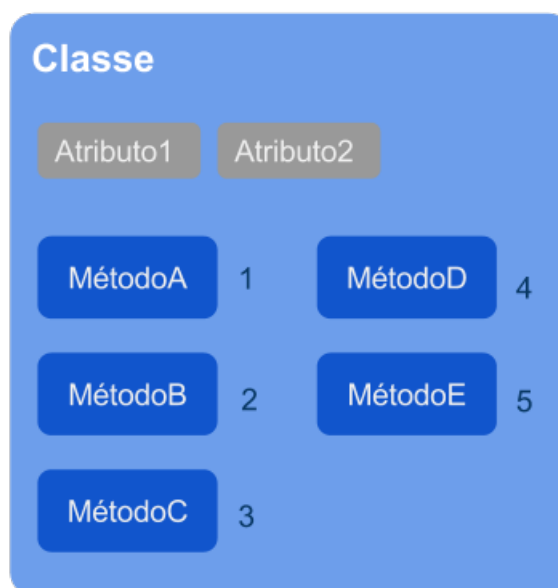 Classe
Atributo1 Atributo2
MétodoA 1 MétodoD 4
MétodoB 2 MétodoE 5
MétodoC 3